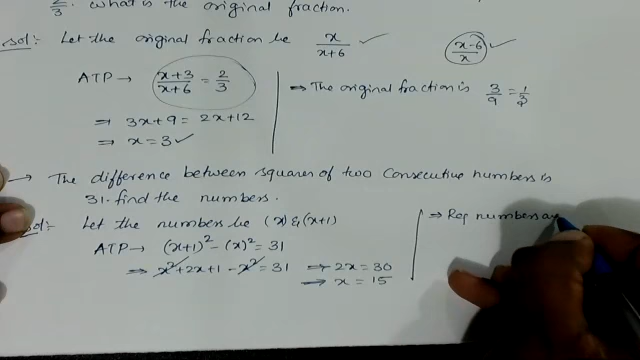 2/3. What is the original fraction.
Sol:- Let the original fraction be x/(x+6) ✓ (x-6)/x ✓
ATP → (x+3)/(x+6) = 2/3
⇒ 3x+9 = 2x+12
⇒ x = 3 ✓
⇒ The original fraction is 3/9 = 1/3
→ The difference between squares of two consecutive numbers is
31. find the numbers.
Sol:- Let the numbers be (x) & (x+1)
ATP → (x+1)² - (x)² = 31
⇒ x² + 2x + 1 - x² = 31
⇒ 2x = 30
⇒ x = 15
⇒ Req numbers are